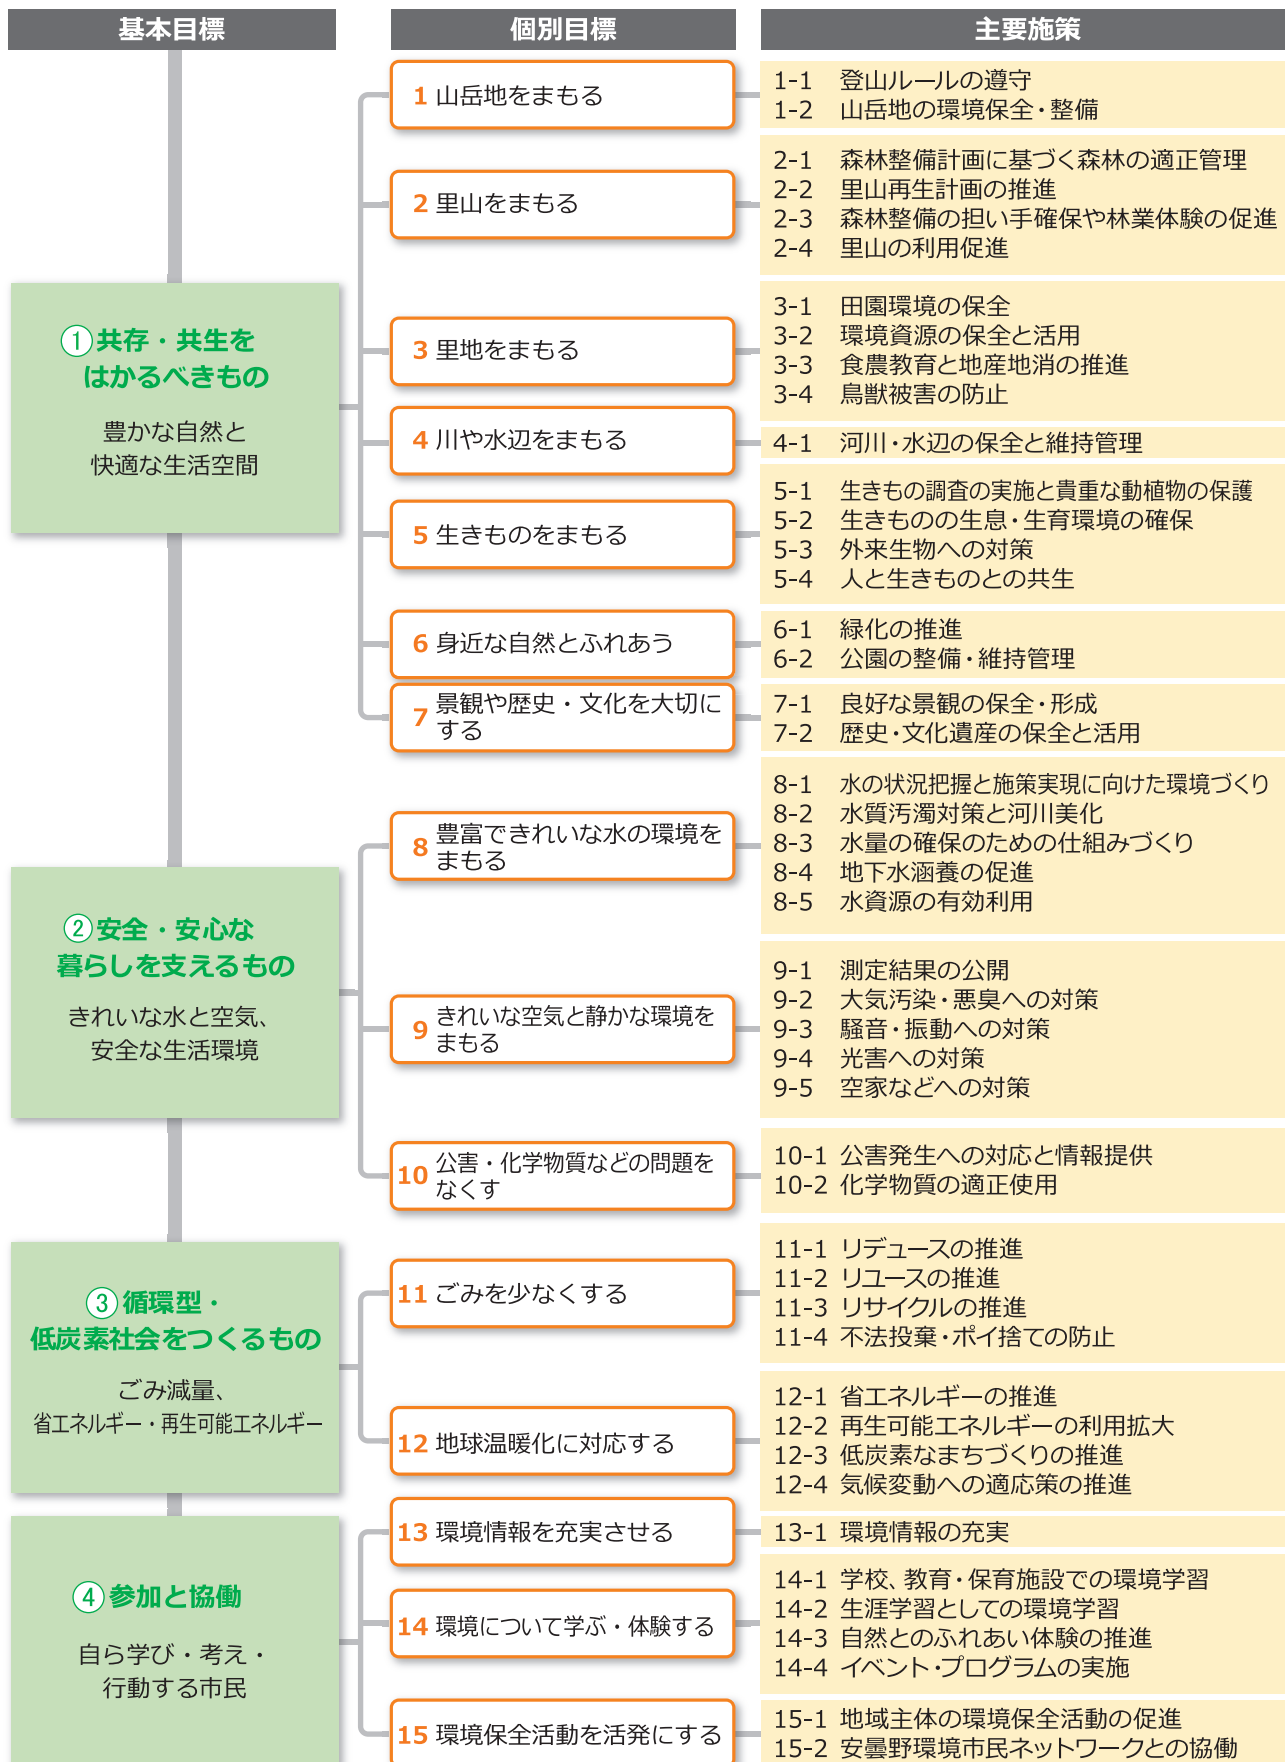 基本目標
個別目標
主要施策
①共存・共生を
はかるべきもの
豊かな自然と
快適な生活空間
1 山岳地をまもる
1-1 登山ルールの遵守
1-2 山岳地の環境保全・整備
2 里山をまもる
2-1 森林整備計画に基づく森林の適正管理
2-2 里山再生計画の推進
2-3 森林整備の担い手確保や林業体験の促進
2-4 里山の利用促進
3 里地をまもる
3-1 田園環境の保全
3-2 環境資源の保全と活用
3-3 食農教育と地産地消の推進
3-4 鳥獣被害の防止
4 川や水辺をまもる
4-1 河川・水辺の保全と維持管理
5 生きものをまもる
5-1 生きもの調査の実施と貴重な動植物の保護
5-2 生きものの生息・生育環境の確保
5-3 外来生物への対策
5-4 人と生きものとの共生
6 身近な自然とふれあう
6-1 緑化の推進
6-2 公園の整備・維持管理
7 景観や歴史・文化を大切に
する
7-1 良好な景観の保全・形成
7-2 歴史・文化遺産の保全と活用
②安全・安心な
暮らしを支えるもの
きれいな水と空気、
安全な生活環境
8 豊富できれいな水の環境を
まもる
8-1 水の状況把握と施策実現に向けた環境づくり
8-2 水質汚濁対策と河川美化
8-3 水量の確保のための仕組みづくり
8-4 地下水涵養の促進
8-5 水資源の有効利用
9 きれいな空気と静かな環境を
まもる
9-1 測定結果の公開
9-2 大気汚染・悪臭への対策
9-3 騒音・振動への対策
9-4 光害への対策
9-5 空家などへの対策
10 公害・化学物質などの問題を
なくす
10-1 公害発生への対応と情報提供
10-2 化学物質の適正使用
③循環型・
低炭素社会をつくるもの
ごみ減量、
省エネルギー・再生可能エネルギー
11 ごみを少なくする
11-1 リデュースの推進
11-2 リユースの推進
11-3 リサイクルの推進
11-4 不法投棄・ポイ捨ての防止
12 地球温暖化に対応する
12-1 省エネルギーの推進
12-2 再生可能エネルギーの利用拡大
12-3 低炭素なまちづくりの推進
12-4 気候変動への適応策の推進
④参加と協働
自ら学び・考え・
行動する市民
13 環境情報を充実させる
13-1 環境情報の充実
14 環境について学ぶ・体験する
14-1 学校、教育・保育施設での環境学習
14-2 生涯学習としての環境学習
14-3 自然とのふれあい体験の推進
14-4 イベント・プログラムの実施
15 環境保全活動を活発にする
15-1 地域主体の環境保全活動の促進
15-2 安曇野環境市民ネットワークとの協働